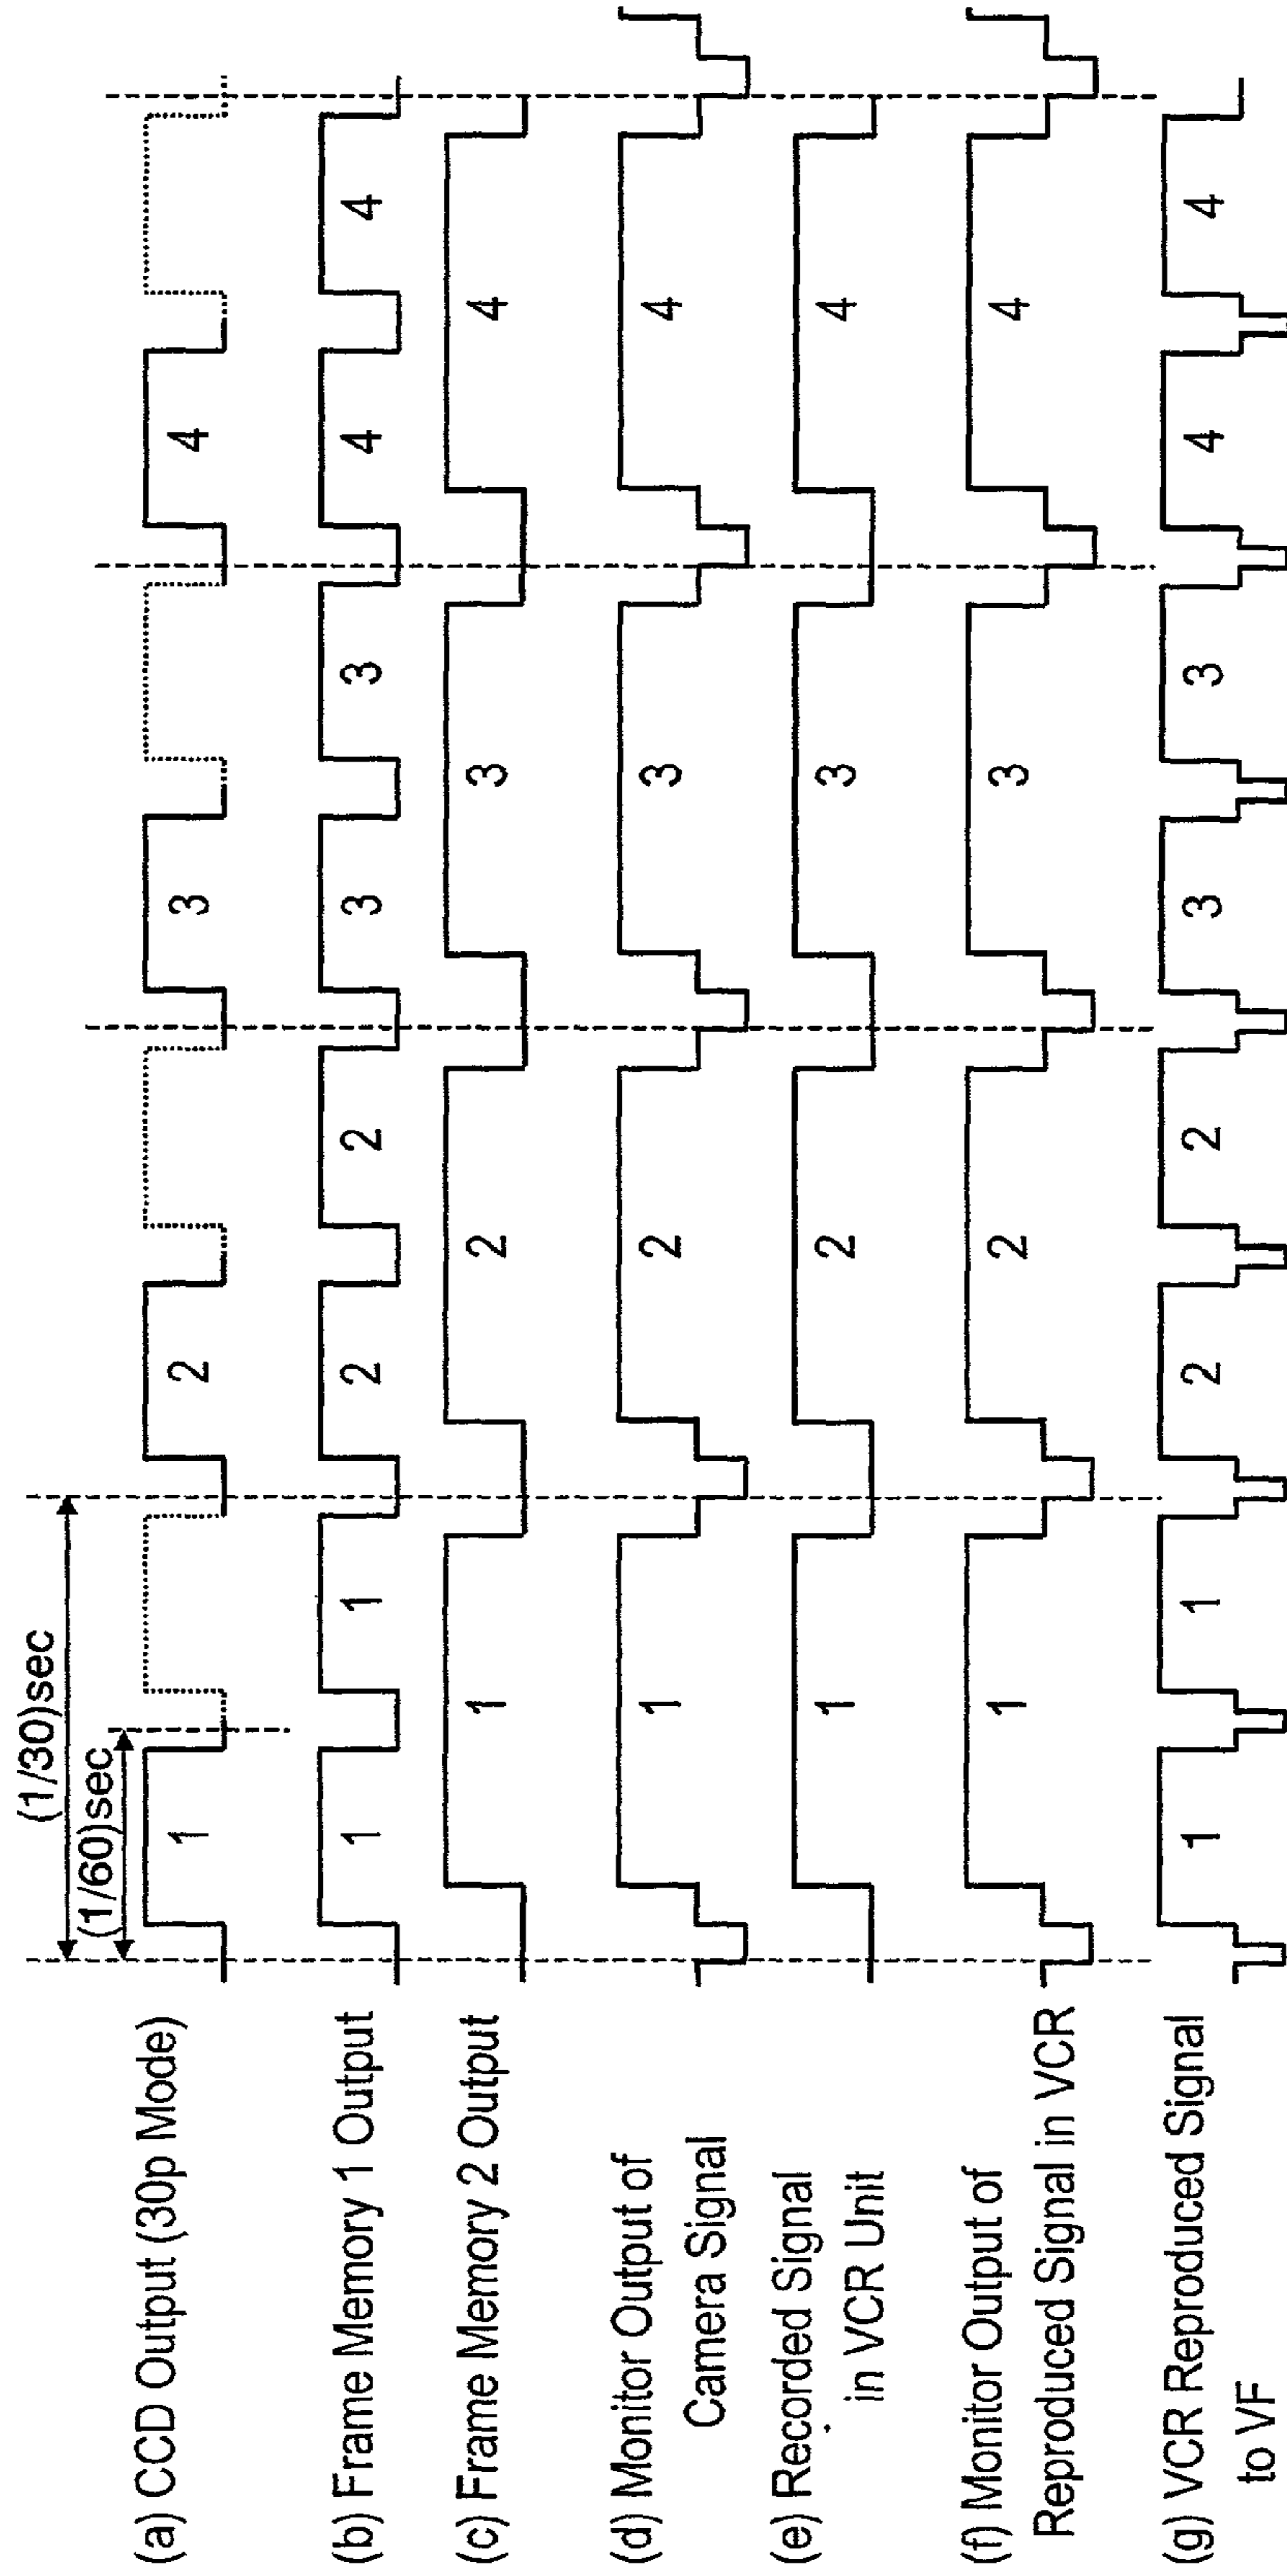 (1/30)sec
(1/60)sec
(a) CCD Output (30p Mode)
1 2 3 4
(b) Frame Memory 1 Output
1 1 2 2 3 3 4 4
(c) Frame Memory 2 Output
1 2 3 4
(d) Monitor Output of
Camera Signal
1 2 3 4
(e) Recorded Signal
in VCR Unit
1 2 3 4
(f) Monitor Output of
Reproduced Signal in VCR
1 2 3 4
(g) VCR Reproduced Signal
to VF
1 1 2 2 3 3 4 4